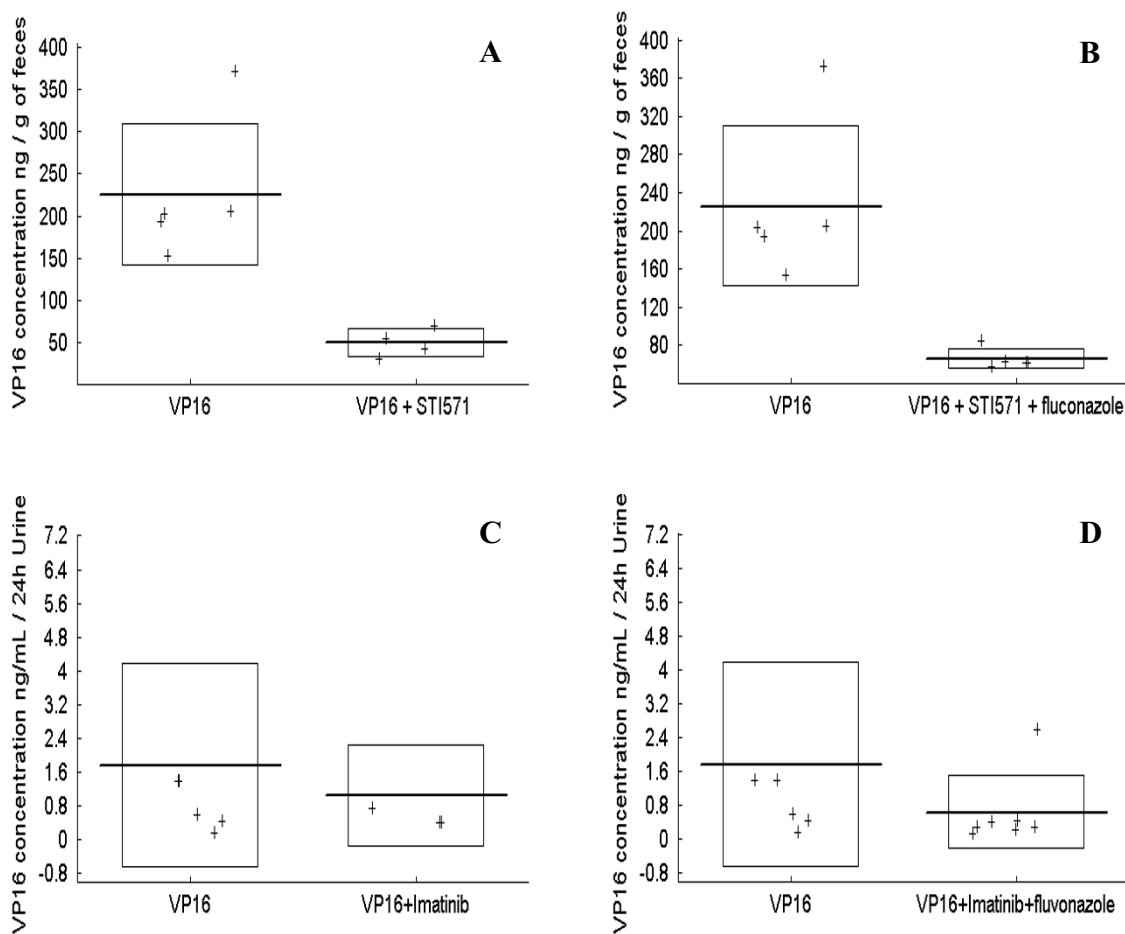 A
VP16 concentration ng / g of feces
400
350
300
250
200
150
100
50
VP16
VP16 + STI571
B
VP16 concentration ng / g of feces
400
360
320
280
240
200
160
120
80
VP16
VP16 + STI571 + fluconazole
C
VP16 concentration ng/mL / 24h Urine
7.2
6.4
5.6
4.8
4
3.2
2.4
1.6
0.8
0
-0.8
VP16
VP16+Imatinib
D
VP16 concentration ng/mL / 24h Urine
7.2
6.4
5.6
4.8
4
3.2
2.4
1.6
0.8
0
-0.8
VP16
VP16+Imatinib+fluvonazole